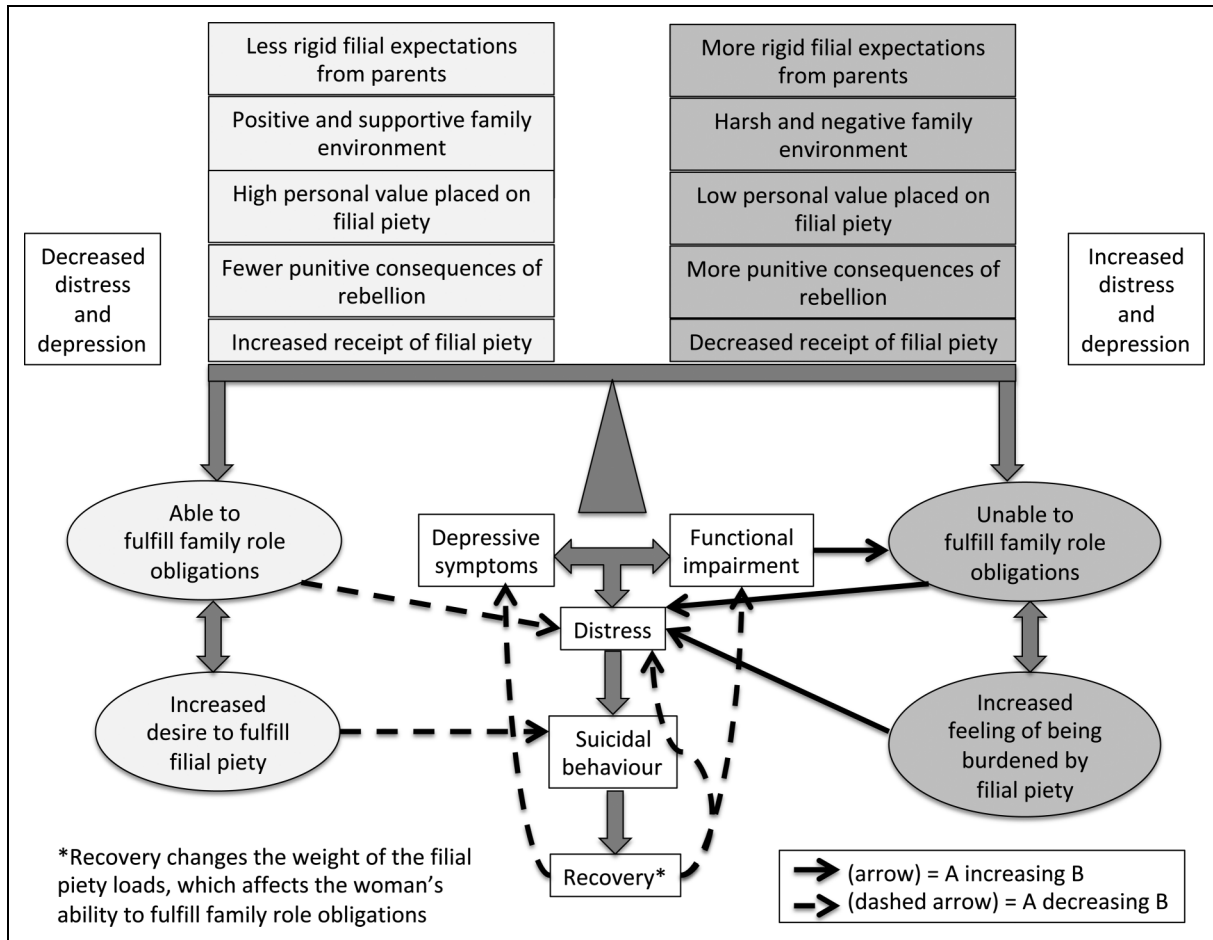 Less rigid filial expectations
from parents
Positive and supportive family
environment
High personal value placed on
filial piety
Fewer punitive consequences of
rebellion
Increased receipt of filial piety
More rigid filial expectations
from parents
Harsh and negative family
environment
Low personal value placed on
filial piety
More punitive consequences of
rebellion
Decreased receipt of filial piety
Decreased
distress
and
depression
Increased
distress
and
depression
Able to
fulfill family role
obligations
Depressive
symptoms
Functional
impairment
Unable to
fulfill family role
obligations
Distress
Increased
desire to fulfill
filial piety
Suicidal
behaviour
Increased
feeling of being
burdened by
filial piety
Recovery*
*Recovery changes the weight of the filial
piety loads, which affects the woman’s
ability to fulfill family role obligations
(arrow) = A increasing B
(dashed arrow) = A decreasing B